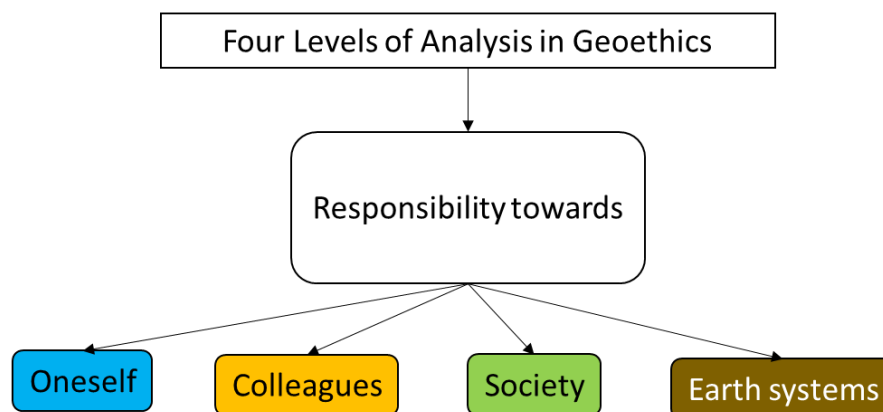 Four Levels of Analysis in Geoethics
Responsibility towards
Oneself
Colleagues
Society
Earth systems